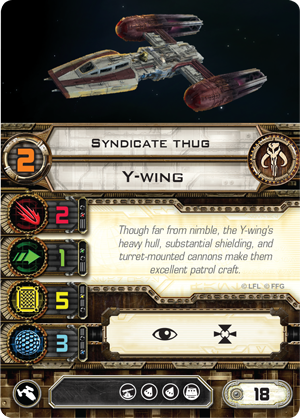 Syndicate thug
2
Y-wing
2
1
5
3
Though far from nimble, the Y-wing's
heavy hull, substantial shielding, and
turret-mounted cannons make them
excellent patrol craft.
© LFL © FFG
18